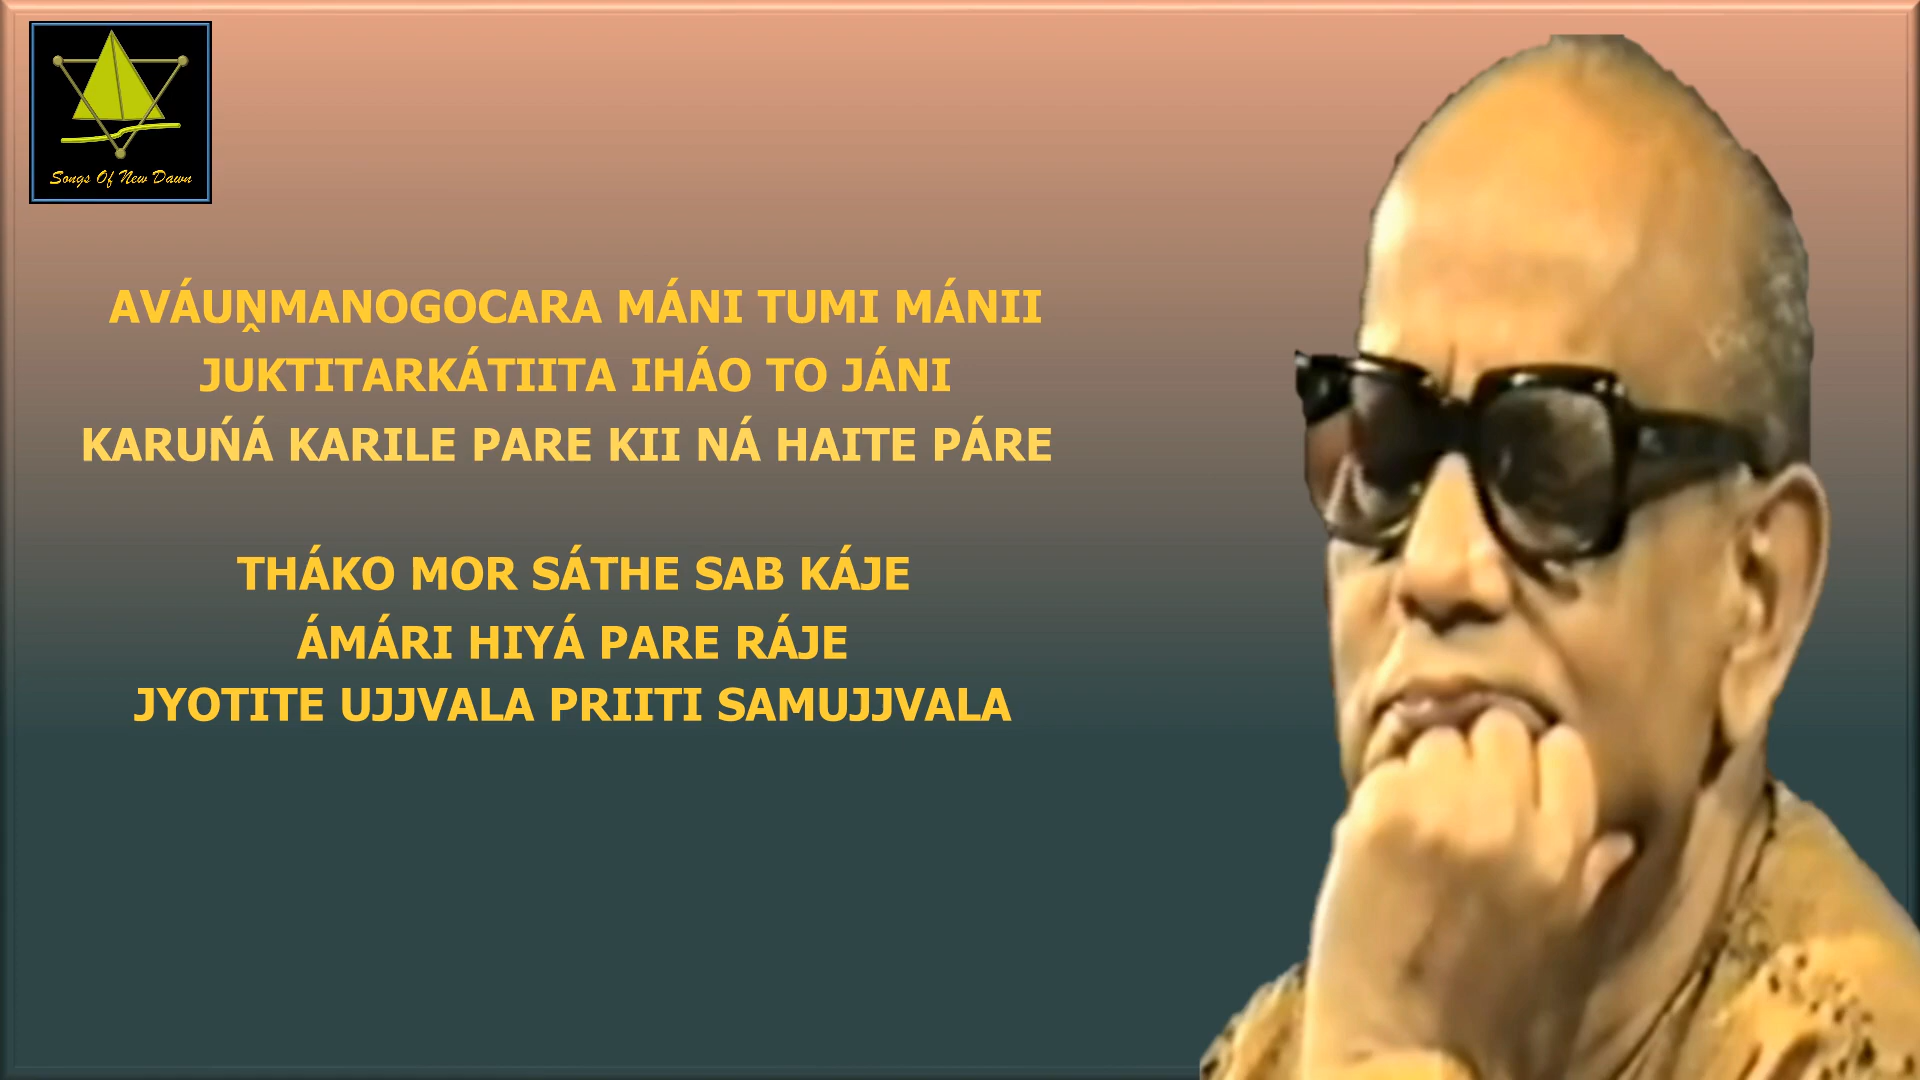 Songs Of New Dawn
AVÁUṊMANOGOCARA MÁNI TUMI MÁNII
JUKTITARKÁTIITA IHÁO TO JÁNI
KARUŃÁ KARILE PARE KII NÁ HAITE PÁRE
THÁKO MOR SÁTHE SAB KÁJE
ÁMÁRI HIYÁ PARE RÁJE
JYOTITE UJJVALA PRIITI SAMUJJVALA